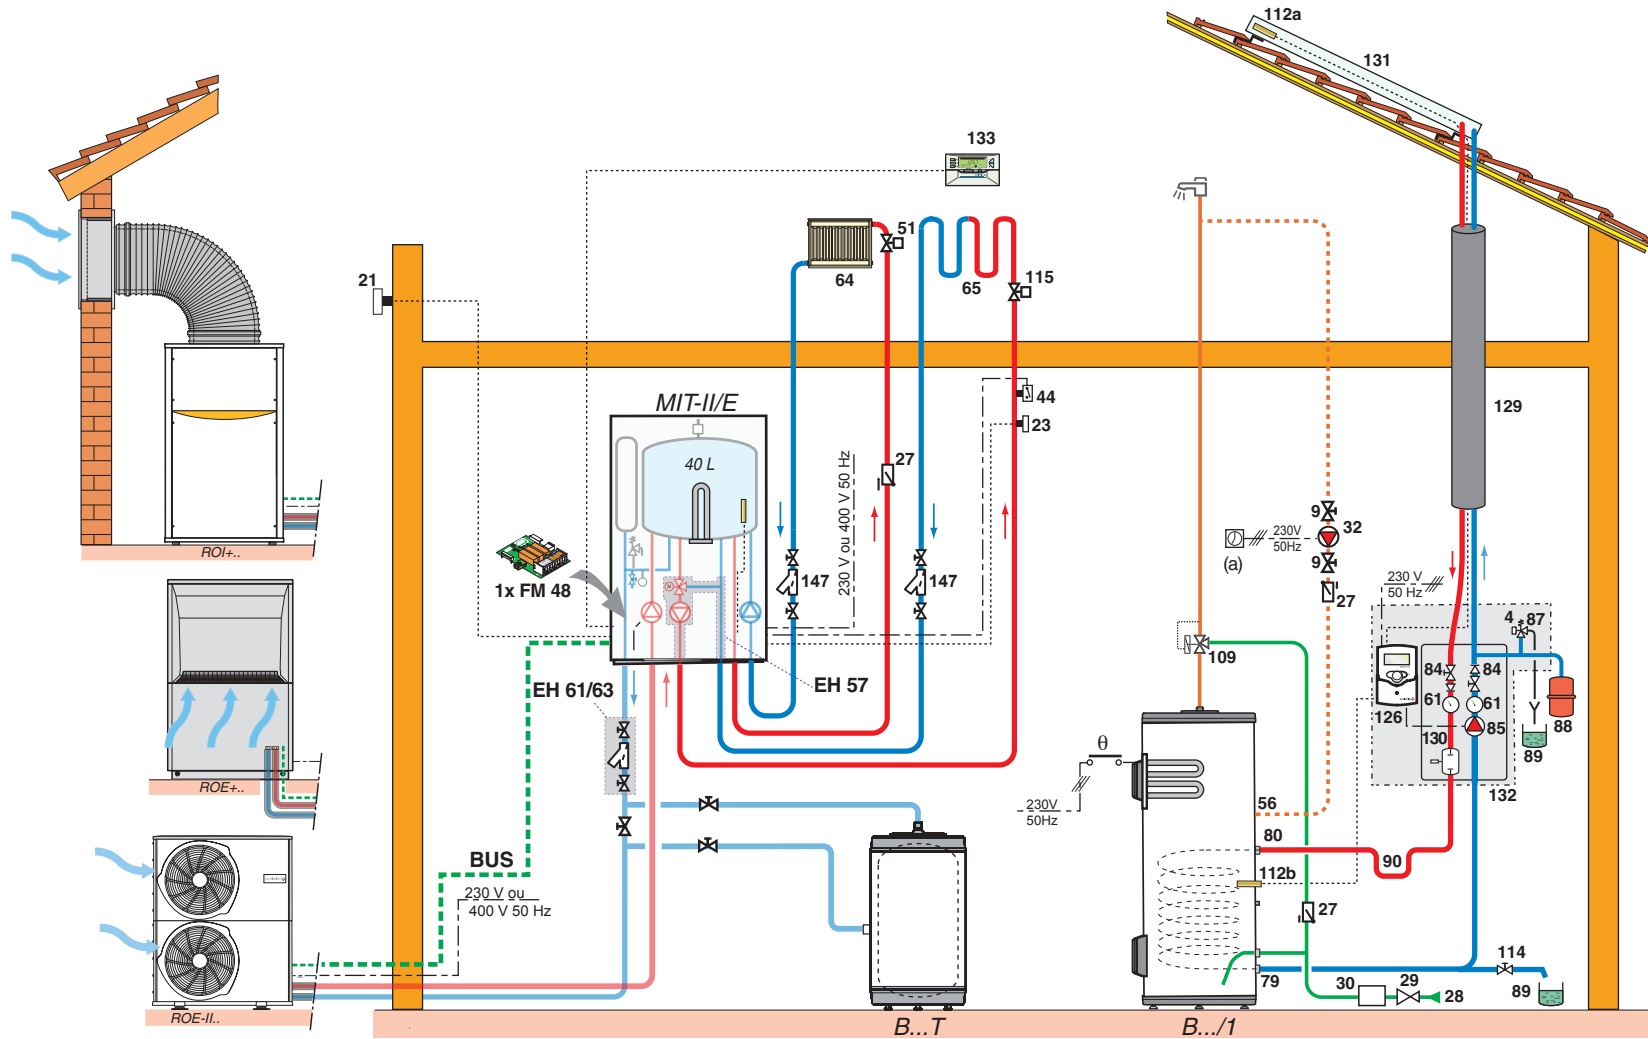 112a
131
133
51
21
64
65
115
MIT-II/E
44
129
23
40 L
27
230 V ou 400 V 50 Hz
9
230V
50Hz
32
(a)
9
1x FM 48
147
147
27
230 V
50 Hz
4
87
ROI+..
109
EH 61/63
EH 57
84
84
61
61
126
130
85
88
89
θ
132
ROE+..
230V
50Hz
56
80
BUS
90
112b
230 V ou
400 V 50 Hz
27
114
79
30
29
28
89
ROE-II..
B...T
B.../1